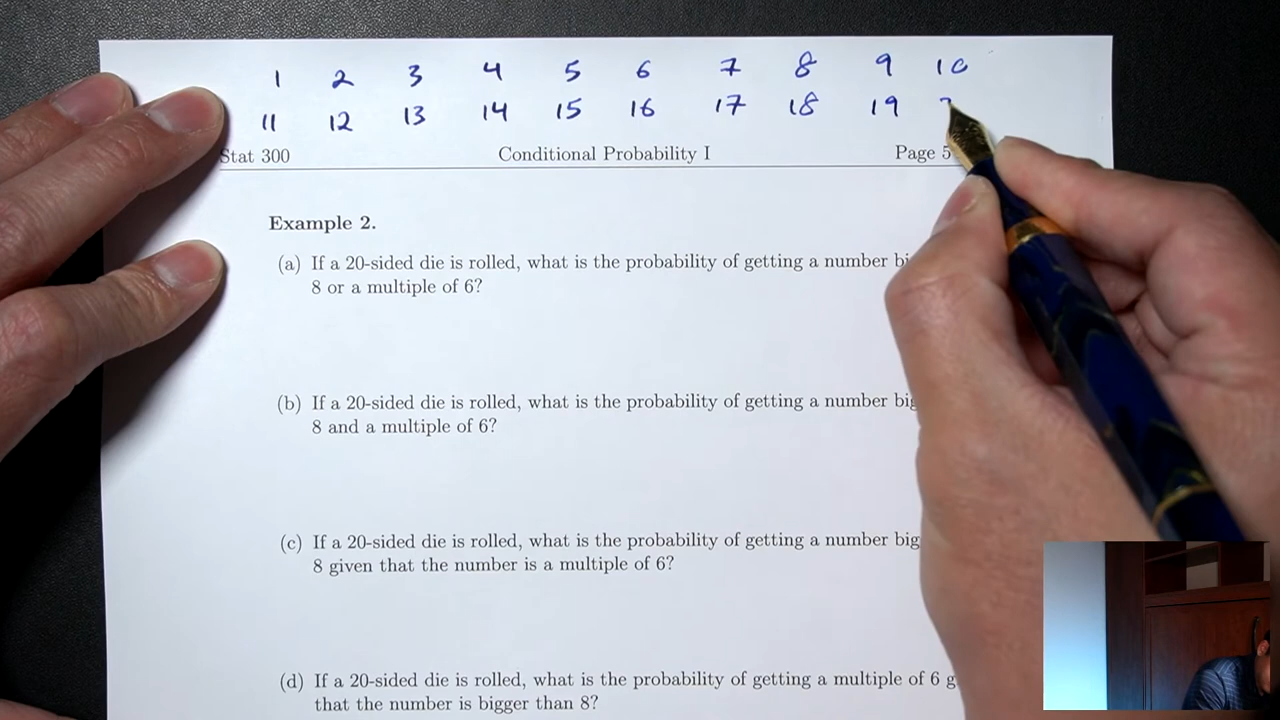 1 2 3 4 5 6 7 8 9 10
11 12 13 14 15 16 17 18 19
Stat 300 Conditional Probability I Page 5
Example 2.
(a) If a 20-sided die is rolled, what is the probability of getting a number
8 or a multiple of 6?
(b) If a 20-sided die is rolled, what is the probability of getting a number
8 and a multiple of 6?
(c) If a 20-sided die is rolled, what is the probability of getting a number
8 given that the number is a multiple of 6?
(d) If a 20-sided die is rolled, what is the probability of getting a multiple of 6
that the number is bigger than 8?